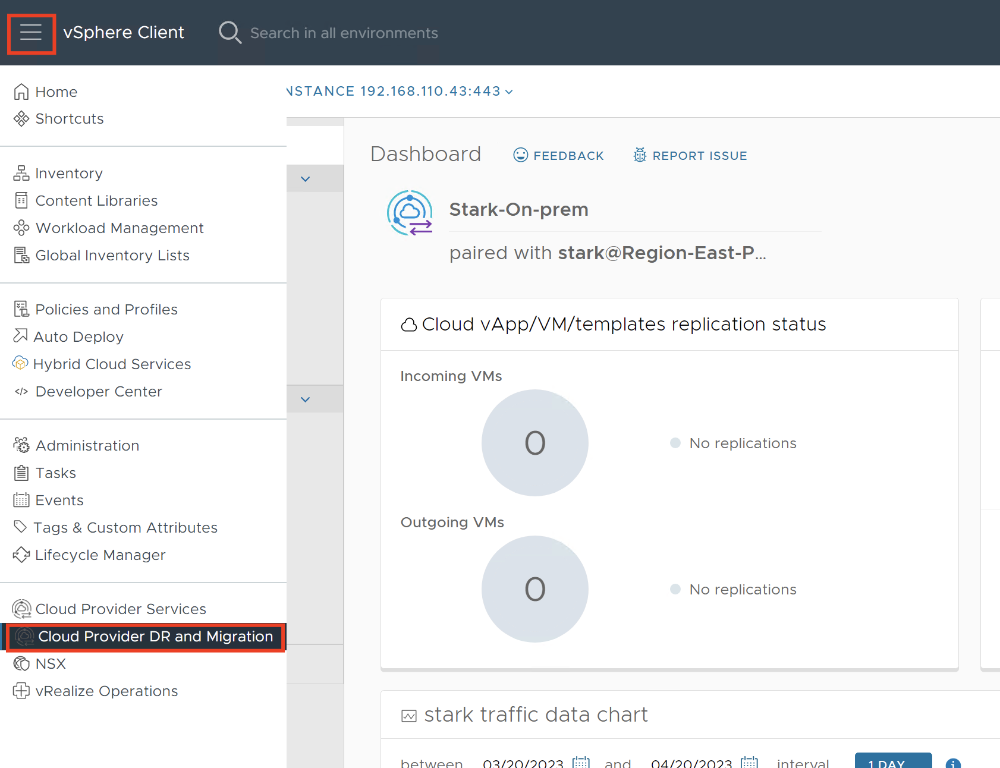 vSphere Client
Search in all environments
Home
Shortcuts
Inventory
Content Libraries
Workload Management
Global Inventory Lists
Policies and Profiles
Auto Deploy
Hybrid Cloud Services
Developer Center
Administration
Tasks
Events
Tags & Custom Attributes
Lifecycle Manager
Cloud Provider Services
Cloud Provider DR and Migration
NSX
vRealize Operations
NSTANCE 192.168.110.43:443
Dashboard
FEEDBACK
REPORT ISSUE
Stark-On-prem
paired with stark@Region-East-P...
Cloud vApp/VM/templates replication status
Incoming VMs
0
No replications
Outgoing VMs
0
No replications
stark traffic data chart
between 03/20/2023 and 04/20/2023 interval 1 DAY